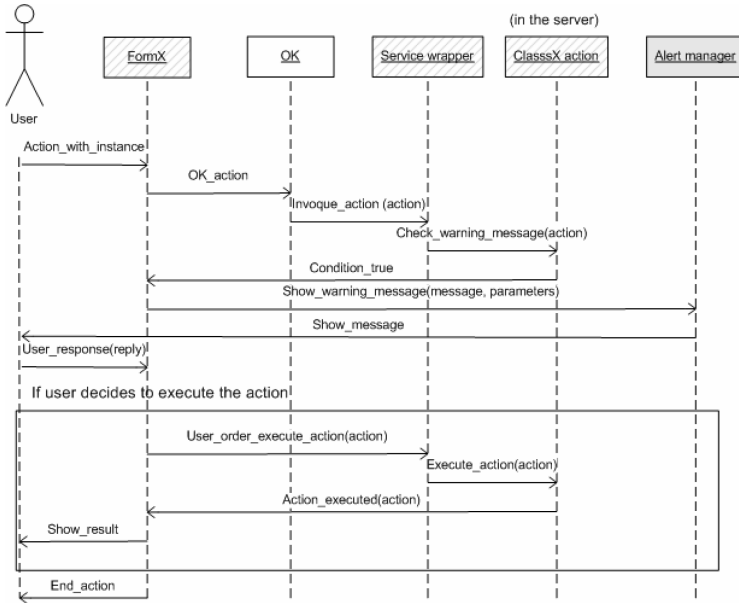 (in the server)
FormX
OK
Service wrapper
ClasssX action
Alert manager
User
Action_with_instance
OK_action
Invoque_action (action)
Check_warning_message(action)
Condition_true
Show_warning_message(message, parameters)
Show_message
User_response(reply)
If user decides to execute the action
User_order_execute_action(action)
Execute_action(action)
Action_executed(action)
Show_result
End_action